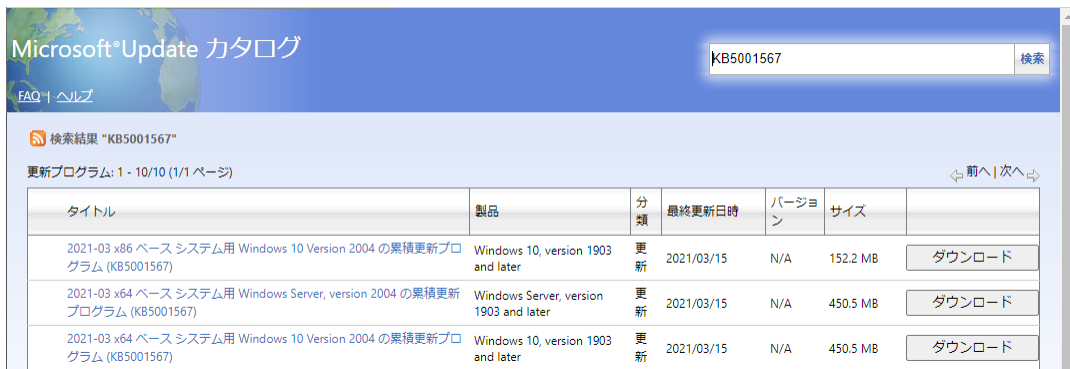 Microsoft®Update カタログ
KB5001567
検索
FAQ | ヘルプ
検索結果 "KB5001567"
更新プログラム: 1 - 10/10 (1/1 ページ)
前へ | 次へ
タイトル
製品
分
類
最終更新日時
バージョ
ン
サイズ
2021-03 x86 ベース システム用 Windows 10 Version 2004 の累積更新プロ
グラム (KB5001567)
Windows 10, version 1903
and later
更
新
2021/03/15
N/A
152.2 MB
ダウンロード
2021-03 x64 ベース システム用 Windows Server, version 2004 の累積更新
プログラム (KB5001567)
Windows Server, version
1903 and later
更
新
2021/03/15
N/A
450.5 MB
ダウンロード
2021-03 x64 ベース システム用 Windows 10 Version 2004 の累積更新プロ
グラム (KB5001567)
Windows 10, version 1903
and later
更
新
2021/03/15
N/A
450.5 MB
ダウンロード